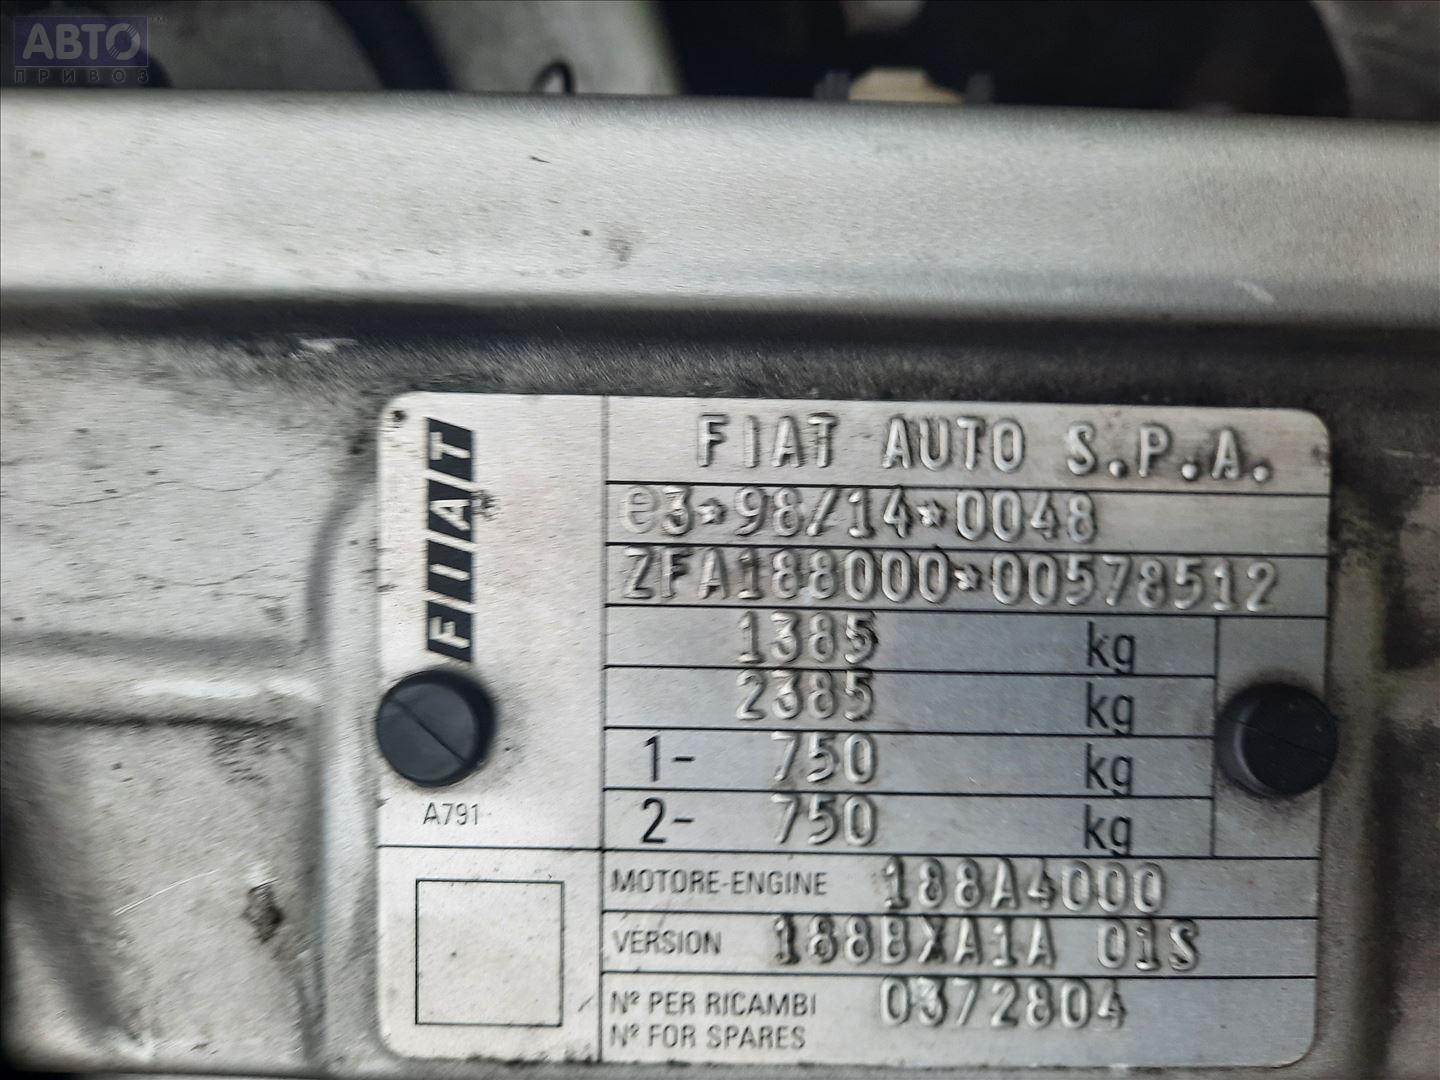 АВТО
ПРИВОЗ
FIAT
FIAT AUTO S.P.A.
e3*98/14*0048
ZFA188000*00578512
1385 kg
2385 kg
1- 750 kg
2- 750 kg
A791
MOTORE-ENGINE 188A4000
VERSION 188BXA1A 01S
Nº PER RICAMBI 0372804
Nº FOR SPARES